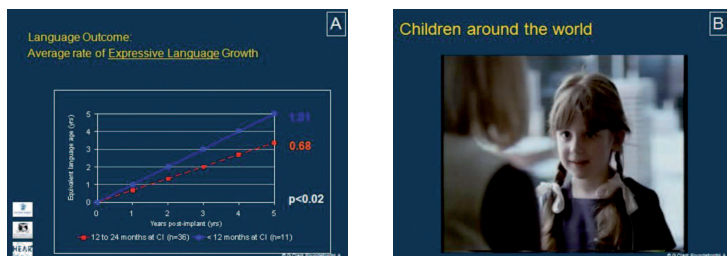 A
Language Outcome:
Average rate of Expressive Language Growth
1.01
0.68
p<0.02
Equivalent language age (yrs)
5
4
3
2
1
0
0 1 2 3 4 5
Years post-implant (yrs)
12 to 24 months at CI (n=36) < 12 months at CI (n=11)
HEAR
B
Children around the world